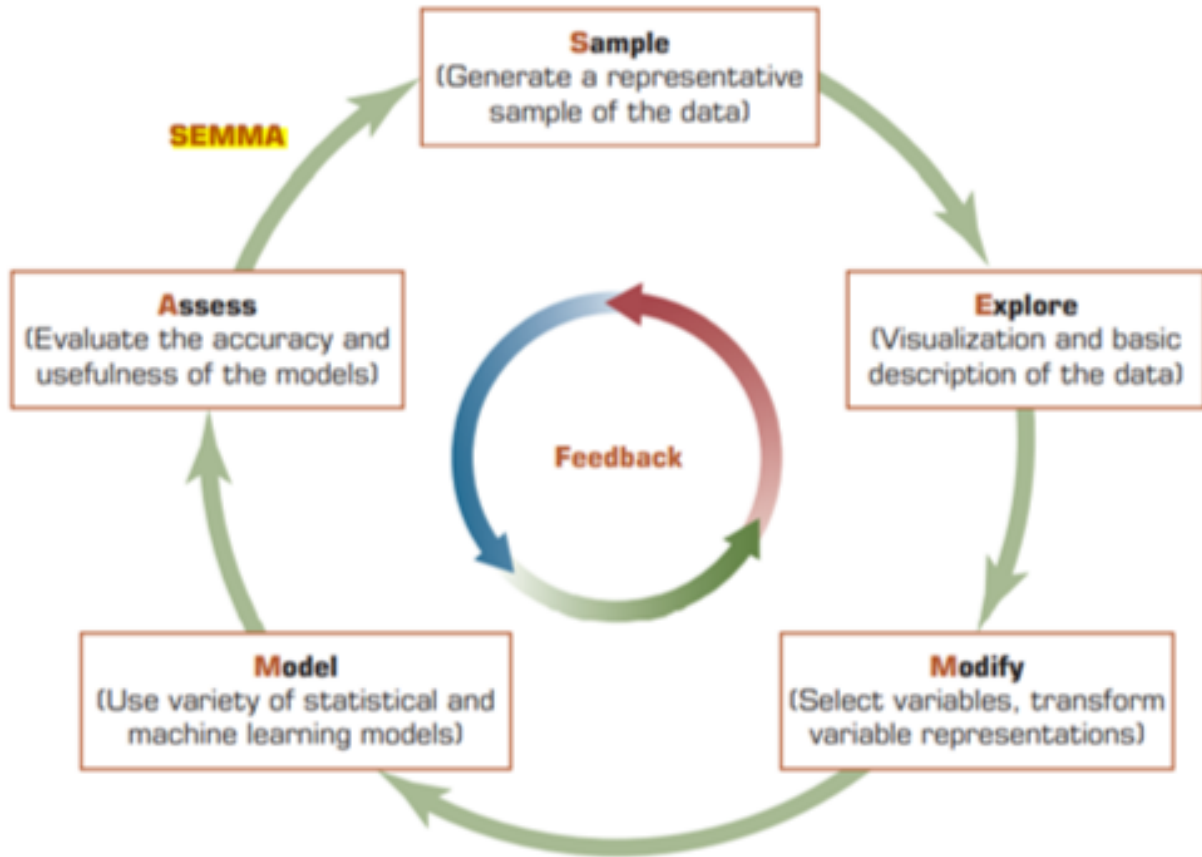 Sample
(Generate a representative
sample of the data)
SEMMA
Assess
(Evaluate the accuracy and
usefulness of the models)
Explore
(Visualization and basic
description of the data)
Feedback
Model
(Use variety of statistical and
machine learning models)
Modify
(Select variables, transform
variable representations)